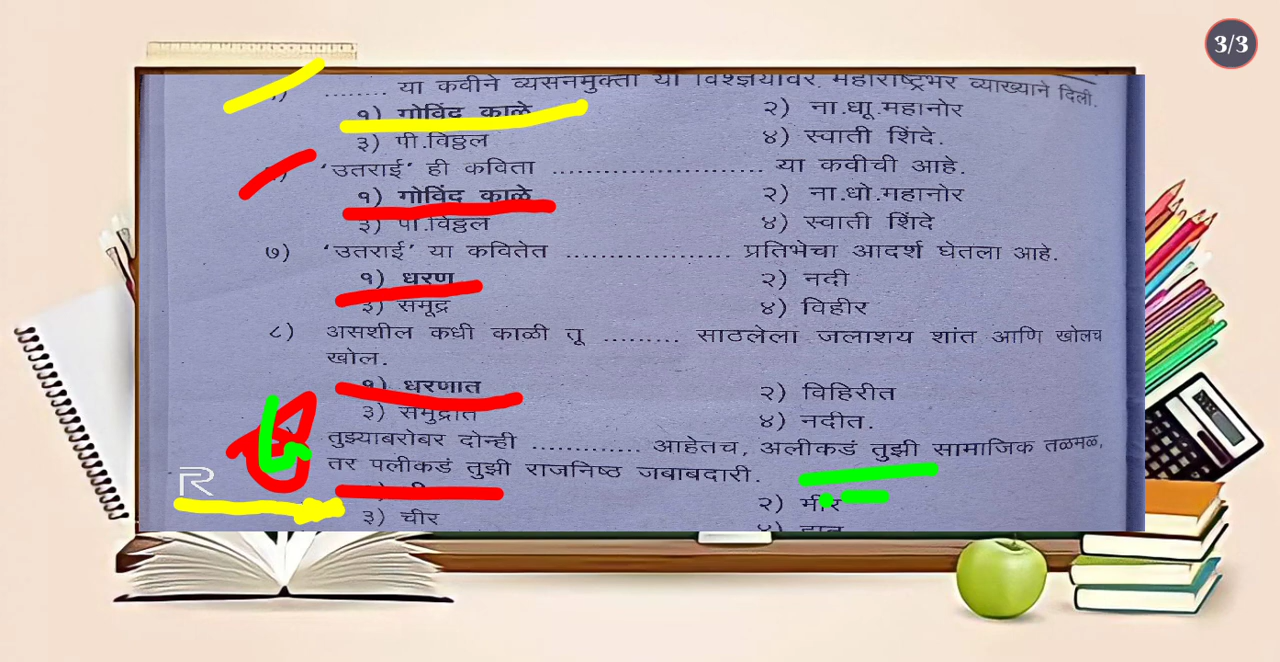 3/3
......... या कवीने व्यसनमुक्ती या विषयावर महाराष्ट्रभर व्याख्याने दिली.
१) गोविंद काळे २) ना.धाू.महानोर
३) पी.विठ्ठल ४) स्वाती शिंदे.
'उतराई' ही कविता ........................ या कवीची आहे.
१) गोविंद काळे २) ना.धो.महानोर
३) पी.विठ्ठल ४) स्वाती शिंदे
७) 'उतराई' या कवितेत ................... प्रतिभेचा आदर्श घेतला आहे.
१) धरण २) नदी
३) समूद्र ४) विहीर
८) असशील कधी काळी तू ......... साठलेला जलाशय शांत आणि खोलच
खोल.
१) धरणात २) विहिरीत
३) समुद्रात ४) नदीत.
तुझ्याबरोबर दोन्ही ............. आहेतच, अलीकडं तुझी सामाजिक तळमळ,
तर पलीकडं तुझी राजनिष्ठ जबाबदारी.
R २) मीर
३) चीर ४)